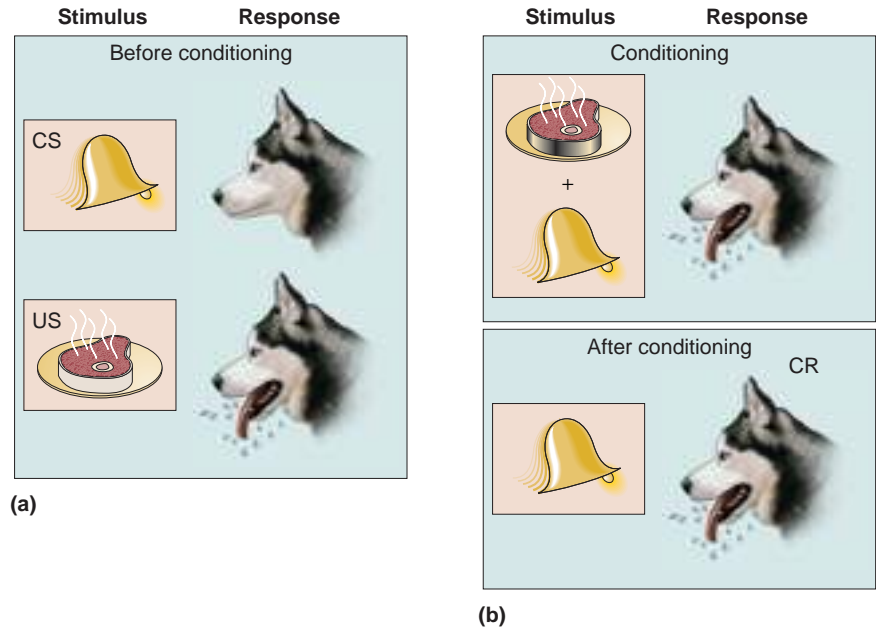 Stimulus Response
Before conditioning
CS
US
(a)
Stimulus Response
Conditioning
+
After conditioning
CR
(b)